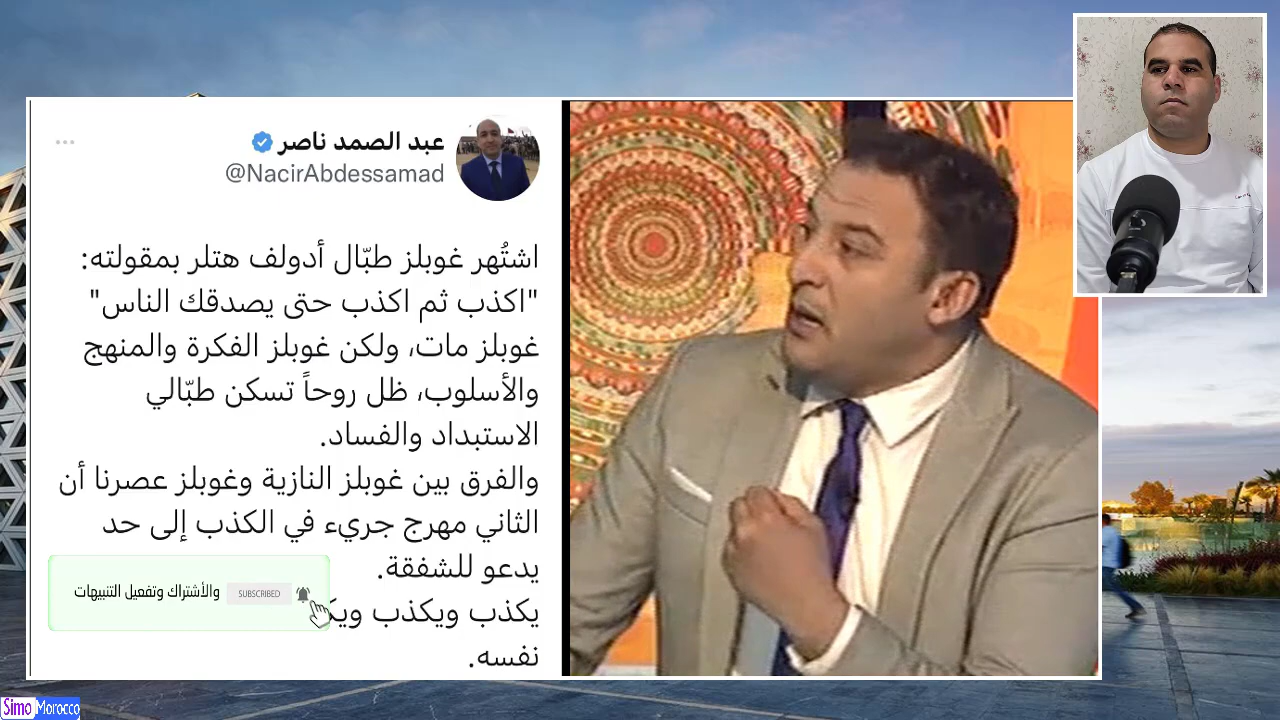 عبد الصمد ناصر
@NacirAbdessamad
اشتُهر غوبلز طبّال أدولف هتلر بمقولته:
"اكذب ثم اكذب حتى يصدقك الناس"
غوبلز مات، ولكن غوبلز الفكرة والمنهج
والأسلوب، ظل روحاً تسكن طبّالي
الاستبداد والفساد.
والفرق بين غوبلز النازية وغوبلز عصرنا أن
الثاني مهرج جريء في الكذب إلى حد
يدعو للشفقة.
يكذب ويكذب
نفسه.
والأشتراك وتفعيل التنبيهات
SUBSCRIBED
Simo Morocco